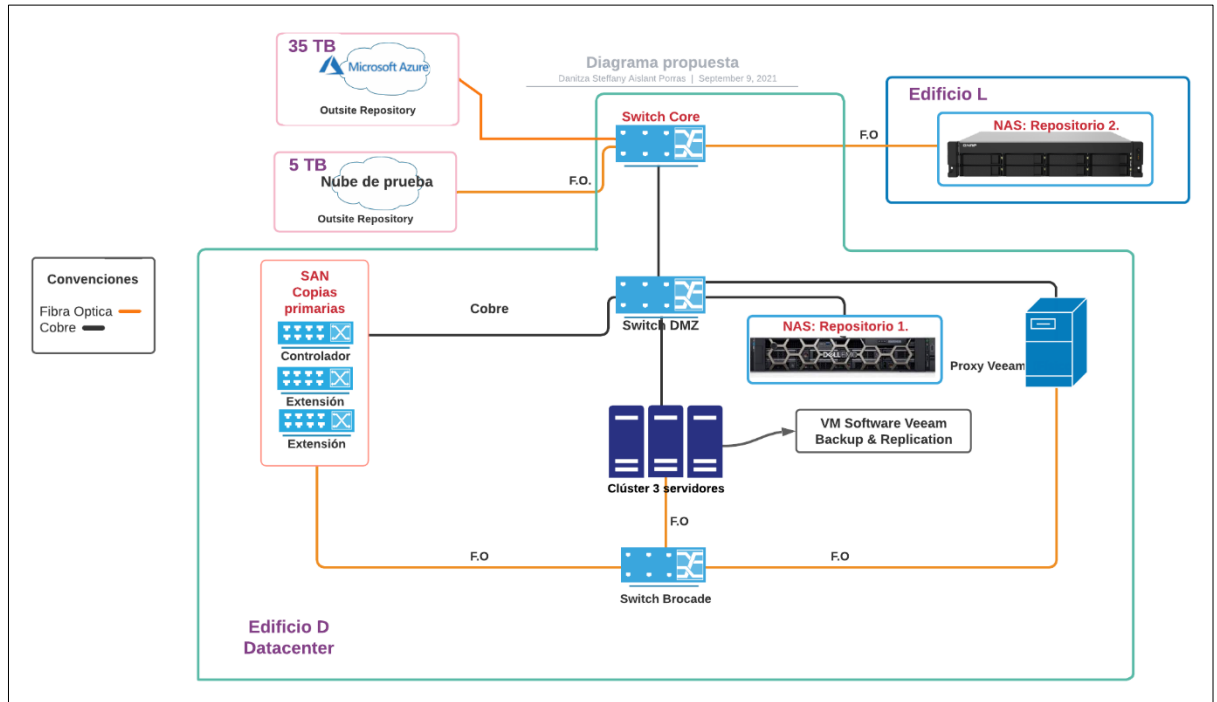 35 TB
Microsoft Azure
Outsite Repository
Diagrama propuesta
Danitza Steffany Aislant Porras | September 9, 2021
Edificio L
Switch Core
NAS: Repositorio 2.
F.O
5 TB
Nube de prueba
F.O.
Outsite Repository
Convenciones
Fibra Optica
Cobre
SAN
Copias
primarias
Controlador
Extensión
Extensión
Cobre
Switch DMZ
NAS: Repositorio 1.
DELL EMC
Proxy Veeam
VM Software Veeam
Backup & Replication
Clúster 3 servidores
F.O
F.O
F.O
Switch Brocade
Edificio D
Datacenter